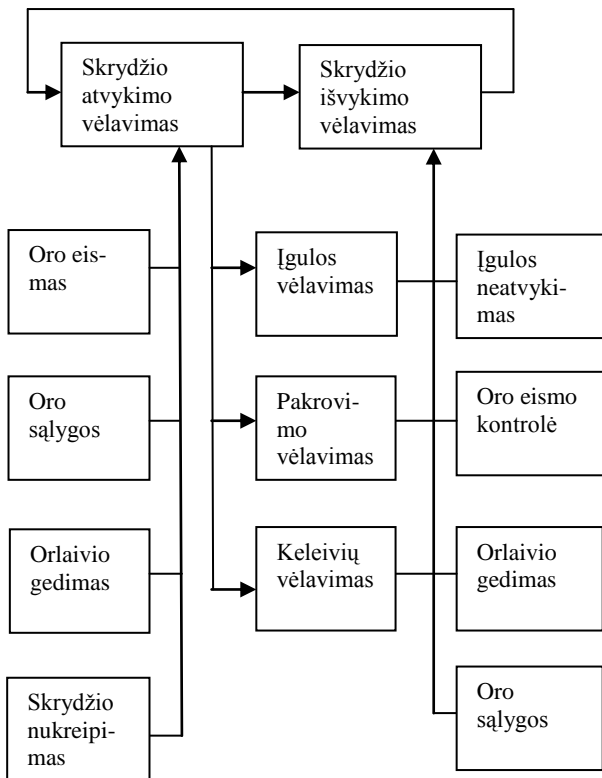 Skrydžio
atvykimo
vėlavimas
Skrydžio
išvykimo
vėlavimas
Oro eis-
mas
Įgulos
vėlavimas
Įgulos
neatvyki-
mas
Oro
sąlygos
Pakrovi-
mo
vėlavimas
Oro eismo
kontrolė
Orlaivio
gedimas
Keleivių
vėlavimas
Orlaivio
gedimas
Skrydžio
nukreipi-
mas
Oro
sąlygos